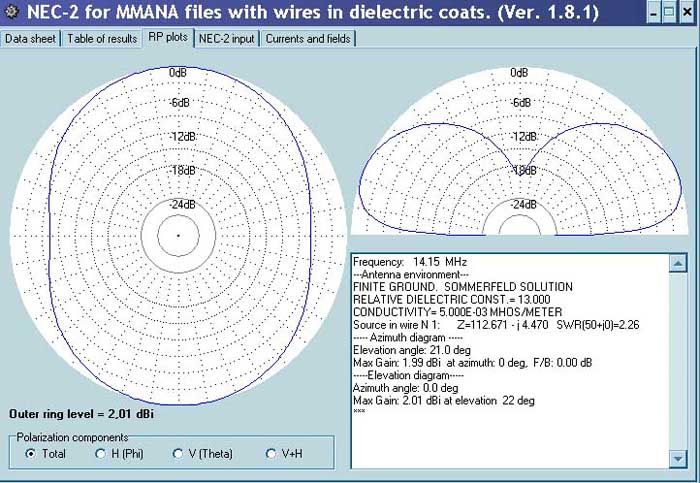 NEC-2 for MMANA files with wires in dielectric coats. (Ver. 1.8.1)
Data sheet Table of results RP plots NEC-2 input Currents and fields
0dB
-6dB
-12dB
-18dB
-24dB
0dB
-6dB
-12dB
-18dB
-24dB
Outer ring level = 2,01 dBi
Polarization components
Total H (Phi) V (Theta) V+H
Frequency: 14.15 MHz
---Antenna environment---
FINITE GROUND. SOMMERFELD SOLUTION
RELATIVE DIELECTRIC CONST.= 13.000
CONDUCTIVITY= 5.000E-03 MHOS/METER
Source in wire N 1: Z=112.671 - j 4.470 SWR(50+j0)=2.26
----- Azimuth diagram -----
Elevation angle: 21.0 deg
Max Gain: 1.99 dBi at azimuth: 0 deg, F/B: 0.00 dB
-----Elevation diagram-----
Azimuth angle: 0.0 deg
Max Gain: 2.01 dBi at elevation 22 deg
***